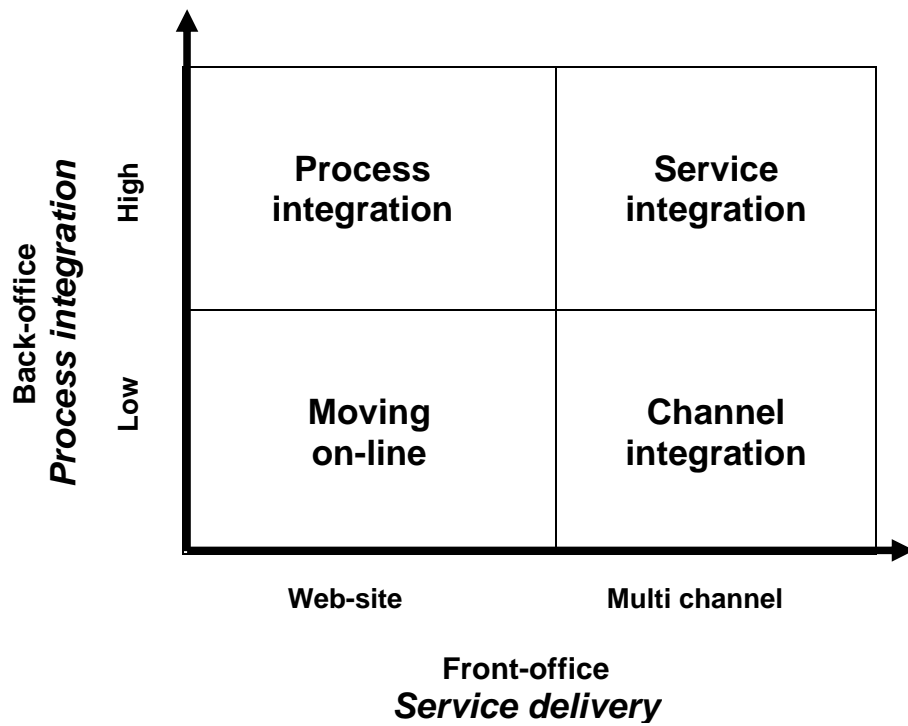 Back-office
Process integration
High
Low
Process
integration
Service
integration
Moving
on-line
Channel
integration
Web-site
Multi channel
Front-office
Service delivery